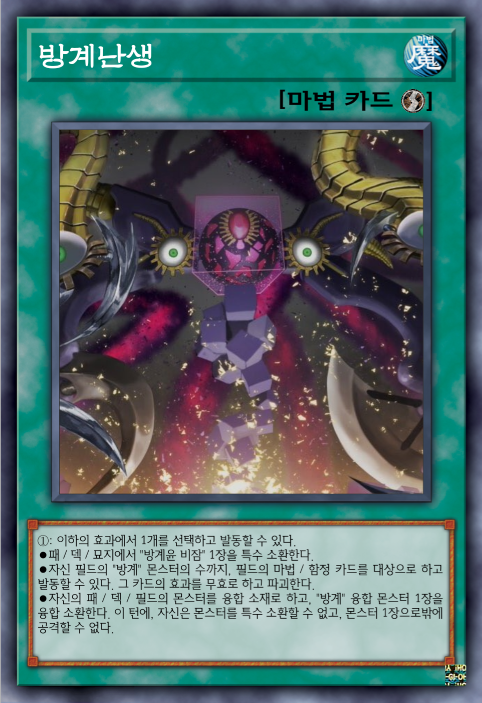 방계난생
마법
魔
[마법 카드 ]
①: 이하의 효과에서 1개를 선택하고 발동할 수 있다.
●패 / 덱 / 묘지에서 "방계윤 비잠" 1장을 특수 소환한다.
●자신 필드의 "방계" 몬스터의 수까지, 필드의 마법 / 함정 카드를 대상으로 하고
발동할 수 있다. 그 카드의 효과를 무효로 하고 파괴한다.
●자신의 패 / 덱 / 필드의 몬스터를 융합 소재로 하고, "방계" 융합 몬스터 1장을
융합 소환한다. 이 턴에, 자신은 몬스터를 특수 소환할 수 없고, 몬스터 1장으로밖에
공격할 수 없다.